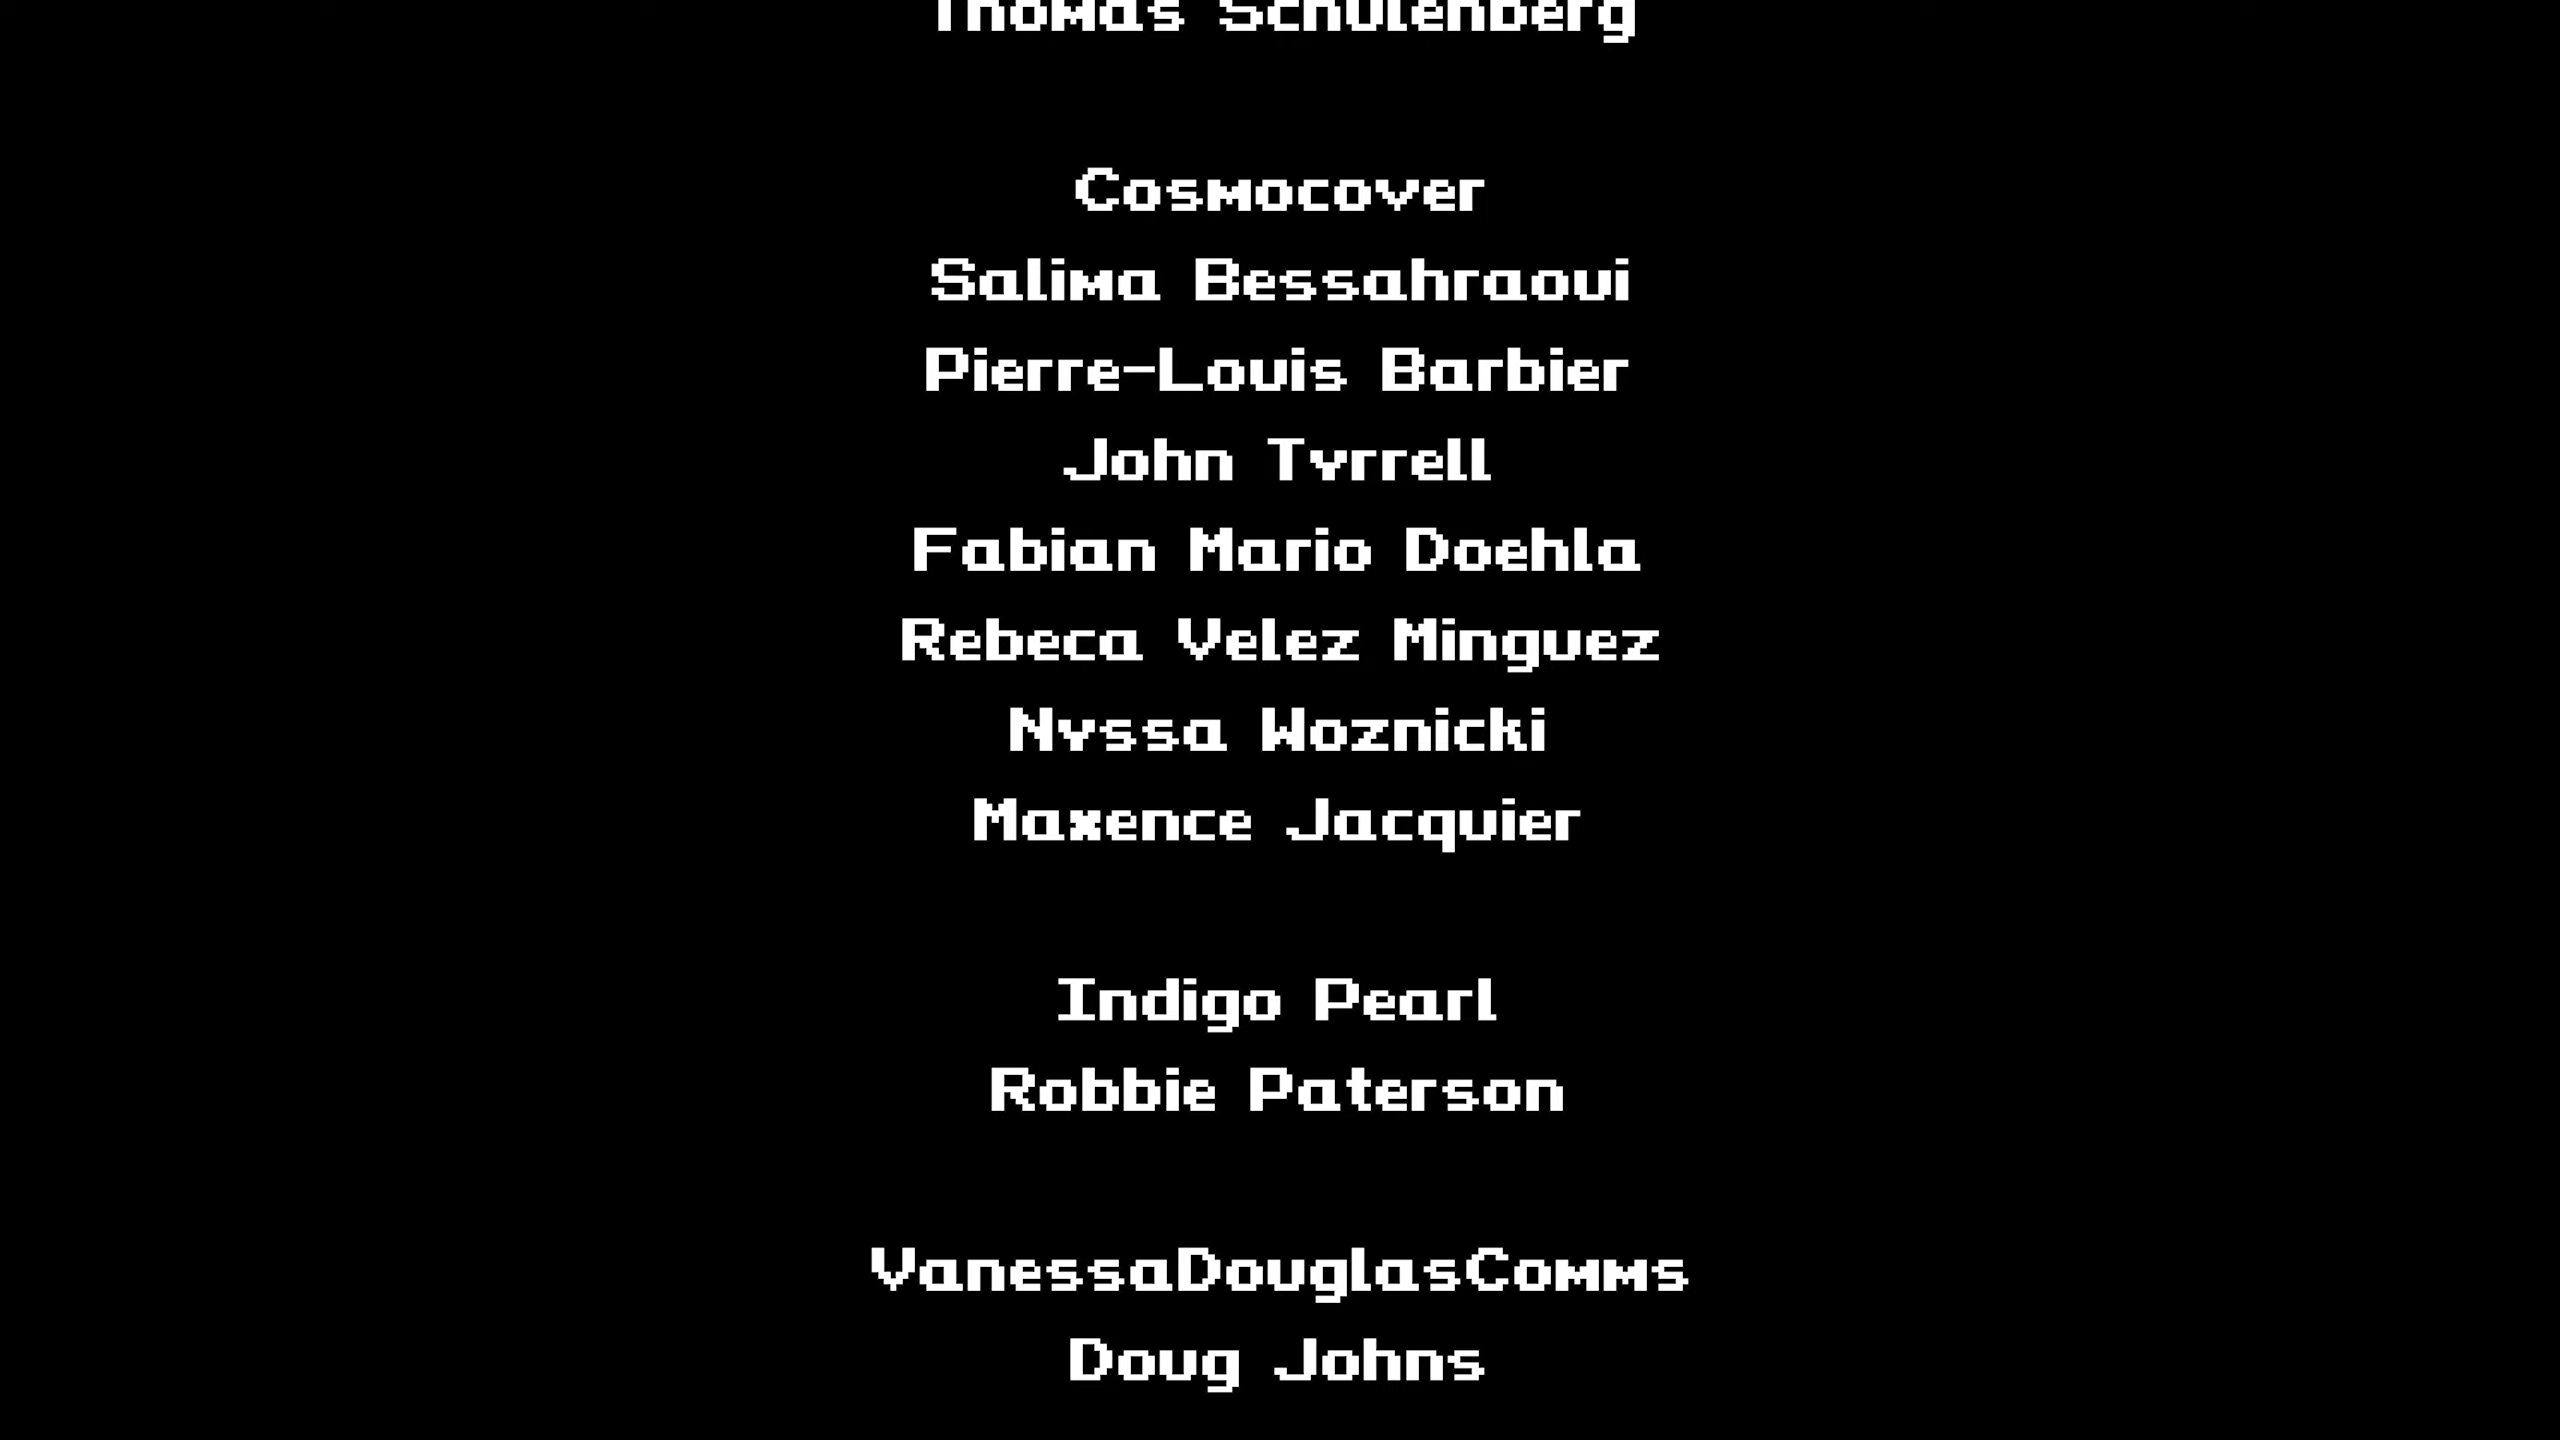 Thomas Schulenberg
Cosmocover
Salima Bessahraoui
Pierre-Louis Barbier
John Tyrrell
Fabian Mario Doehla
Rebeca Velez Minguez
Nyssa Woznicki
Maxence Jacquier
Indigo Pearl
Robbie Paterson
VanessaDouglasComms
Doug Johns